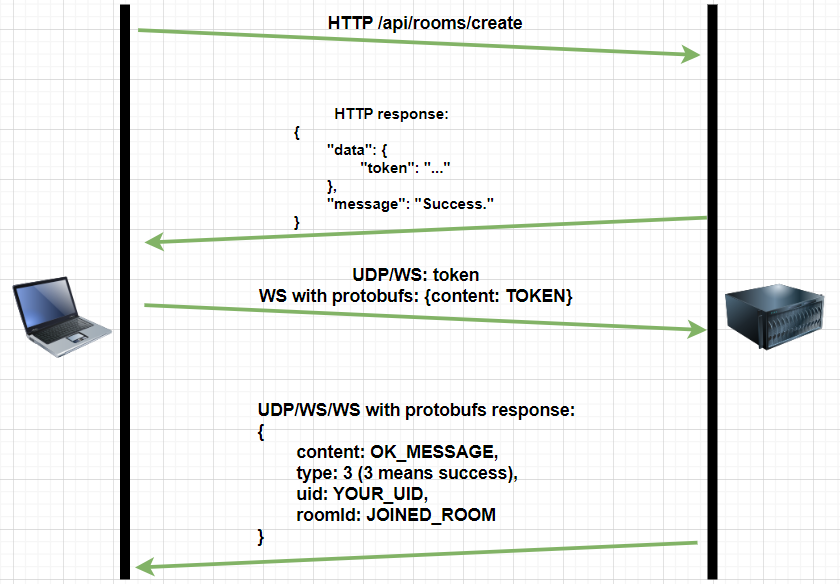 HTTP /api/rooms/create
HTTP response:
{
"data": {
"token": "..."
},
"message": "Success."
}
UDP/WS: token
WS with protobufs: {content: TOKEN}
UDP/WS/WS with protobufs response:
{
content: OK_MESSAGE,
type: 3 (3 means success),
uid: YOUR_UID,
roomId: JOINED_ROOM
}